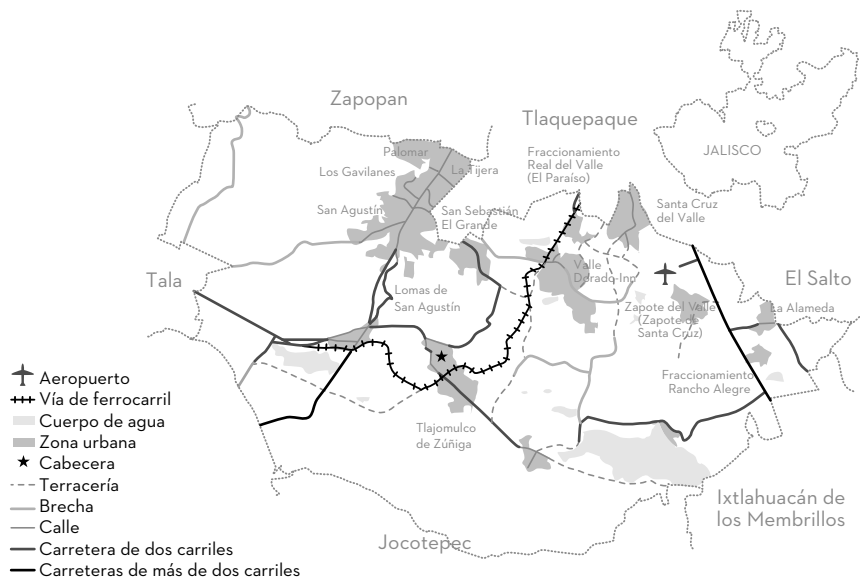 Zapopan
Tlaquepaque
JALISCO
Palomar
Los Gavilanes
La Tijera
Fraccionamiento
Real del Valle
(El Paraíso)
San Agustín
San Sebastián
El Grande
Santa Cruz
del Valle
Tala
Lomas de
San Agustín
Valle
Dorado-Inn
El Salto
Zapote del Valle
(Zapote de
Santa Cruz)
La Alameda
Fraccionamiento
Rancho Alegre
Tlajomulco
de Zúñiga
Ixtlahuacán de
los Membrillos
Jocotepec
Aeropuerto
Vía de ferrocarril
Cuerpo de agua
Zona urbana
Cabecera
Terracería
Brecha
Calle
Carretera de dos carriles
Carreteras de más de dos carriles